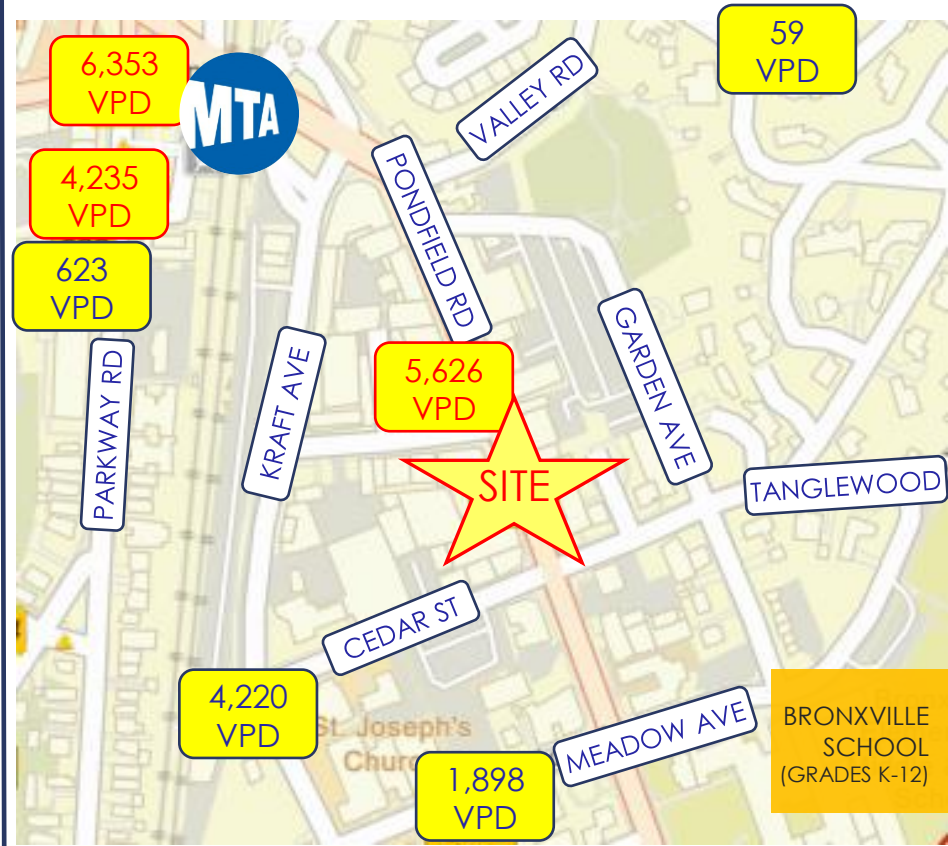 59
VPD
6,353
VPD
MTA
VALLEY RD
4,235
VPD
PONDFIELD RD
623
VPD
GARDEN AVE
5,626
VPD
KRAFT AVE
PARKWAY RD
SITE
TANGLEWOOD
CEDAR ST
4,220
VPD
St. Joseph's
MEADOW AVE
BRONXVILLE
SCHOOL
(GRADES K-12)
1,898
VPD